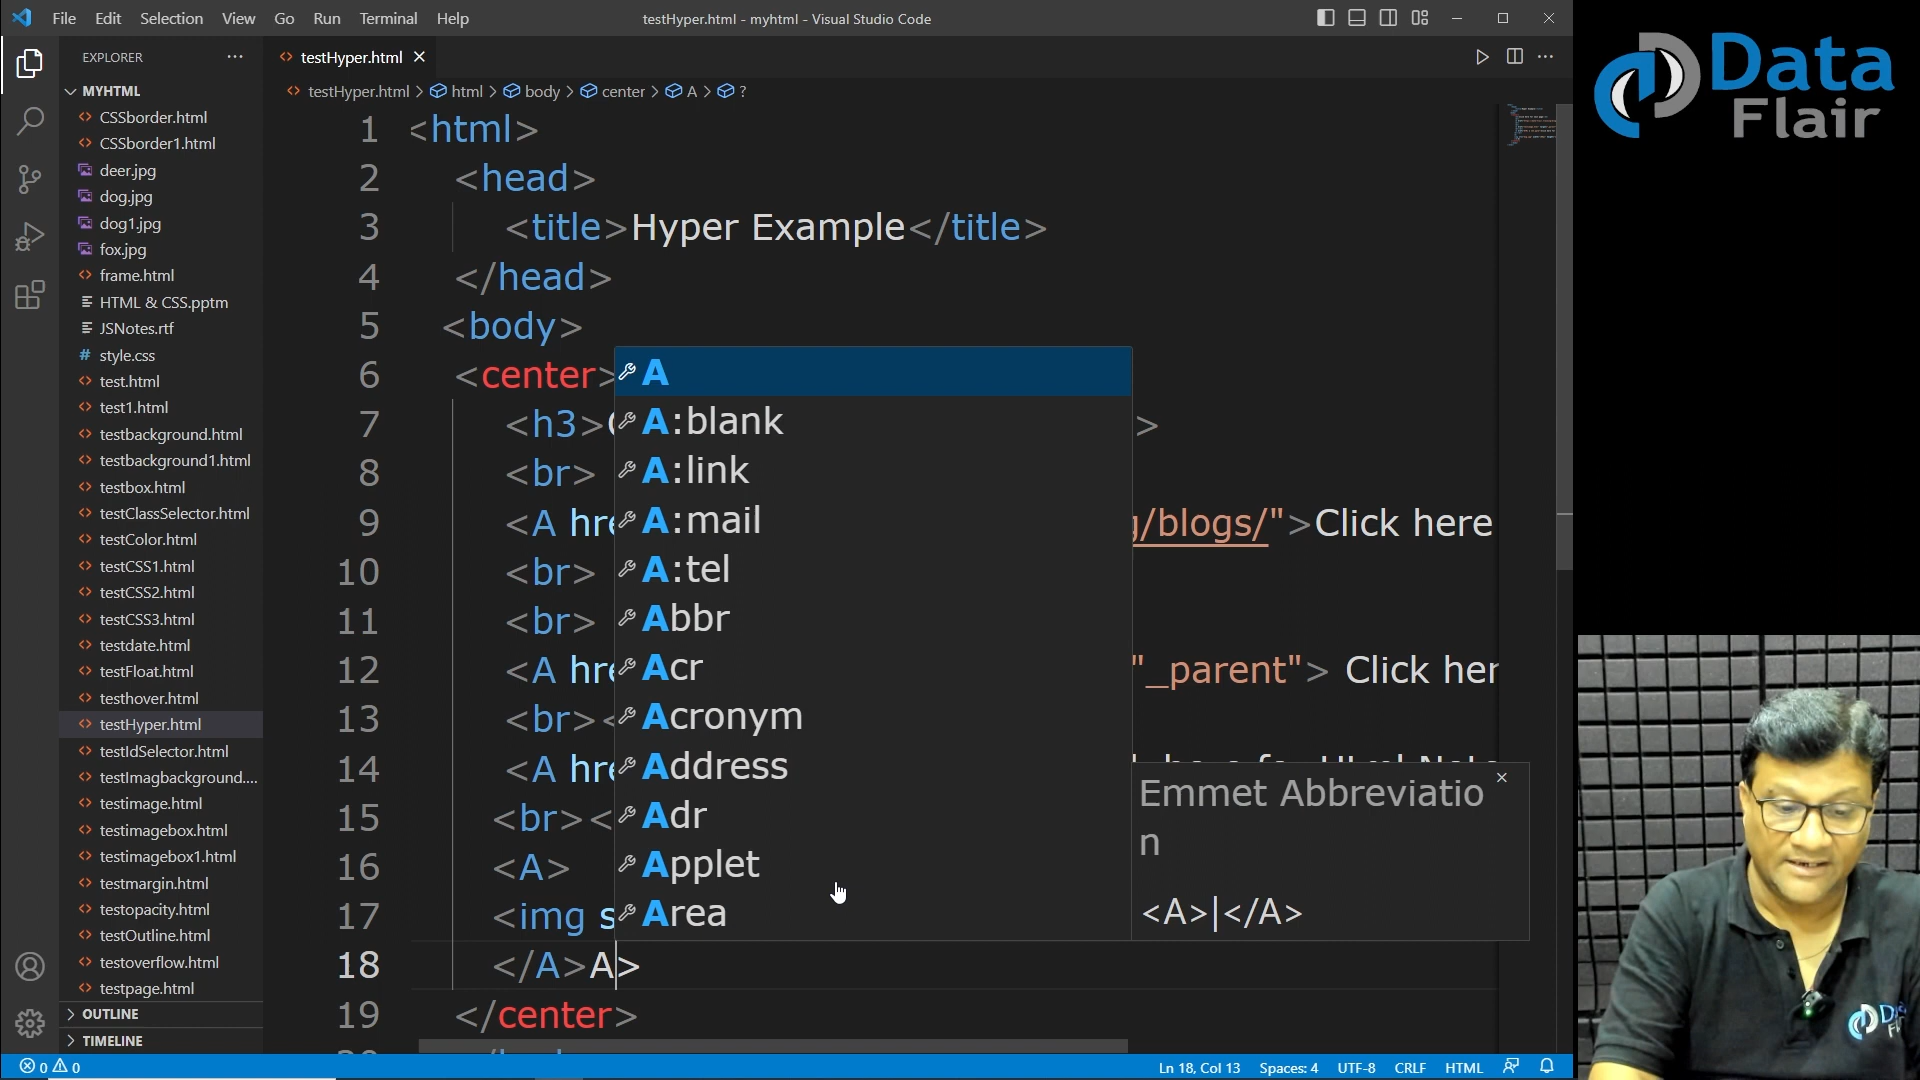 File Edit Selection View Go Run Terminal Help
testHyper.html - myhtml - Visual Studio Code
Data
Flair
EXPLORER
MYHTML
CSSborder.html
CSSborder1.html
deer.jpg
dog.jpg
dog1.jpg
fox.jpg
frame.html
HTML & CSS.pptm
JSNotes.rtf
# style.css
test.html
test1.html
testbackground.html
testbackground1.html
testbox.html
testClassSelector.html
testColor.html
testCSS1.html
testCSS2.html
testCSS3.html
testdate.html
testFloat.html
testhover.html
testHyper.html
testIdSelector.html
testImagbackground....
testimage.html
testimagebox.html
testimagebox1.html
testmargin.html
testopacity.html
testOutline.html
testoverflow.html
testpage.html
OUTLINE
TIMELINE
testHyper.html
testHyper.html > html > body > center > A > ?
1 <html>
2 <head>
3 <title>Hyper Example</title>
4 </head>
5 <body>
6 <center>
7 <h3> >
8 <br>
9 <A hre g/blogs/">Click here
10 <br>
11 <br>
12 <A hre "_parent"> Click her
13 <br><
14 <A hre
15 <br><
16 <A>
17 <img s
18 </A>A>
19 </center>
A
A:blank
A:link
A:mail
A:tel
Abbr
Acr
Acronym
Address
Adr
Applet
Area
Emmet Abbreviatio
n
<A>|</A>
0 0
Ln 18, Col 13 Spaces: 4 UTF-8 CRLF HTML